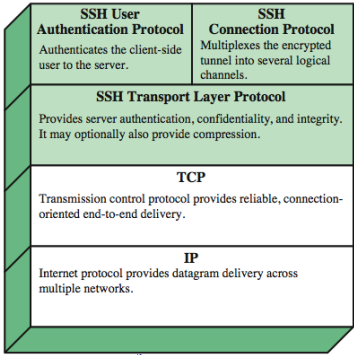 SSH User
Authentication Protocol
Authenticates the client-side
user to the server.
SSH
Connection Protocol
Multiplexes the encrypted
tunnel into several logical
channels.
SSH Transport Layer Protocol
Provides server authentication, confidentiality, and integrity.
It may optionally also provide compression.
TCP
Transmission control protocol provides reliable, connection-
oriented end-to-end delivery.
IP
Internet protocol provides datagram delivery across
multiple networks.